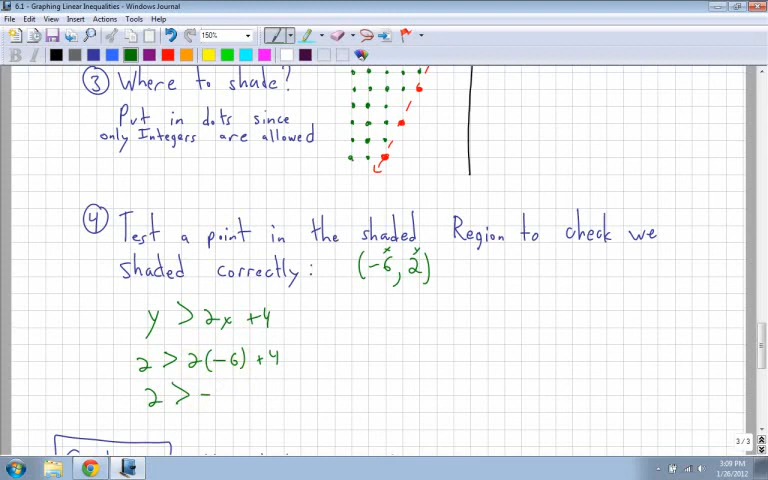 6.1 - Graphing Linear Inequalities - Windows Journal
File Edit View Insert Actions Tools Help
150%
B I
③ Where to shade?
Put in dots since
only Integers are allowed
④ Test a point in the shaded Region to check we
shaded correctly: (-6, 2)
x y
y > 2x + 4
2 > 2(-6) + 4
2 > -
3 / 3
3:09 PM
1/26/2012